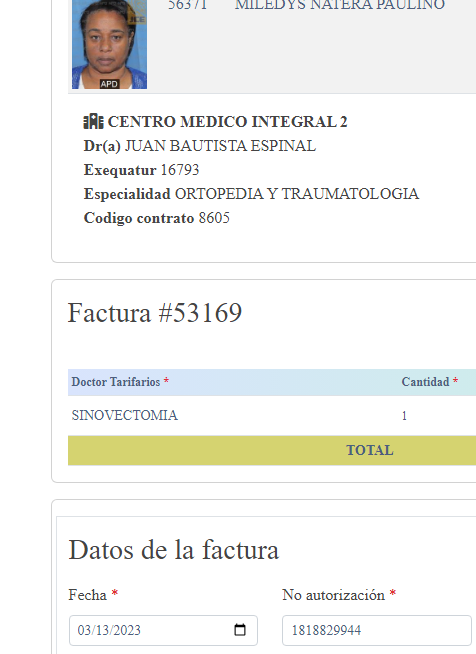 56371 MILEDYS NATERA PAULINO
APD
CENTRO MEDICO INTEGRAL 2
Dr(a) JUAN BAUTISTA ESPINAL
Exequatur 16793
Especialidad ORTOPEDIA Y TRAUMATOLOGIA
Codigo contrato 8605
Factura #53169
Doctor Tarifarios * Cantidad *
SINOVECTOMIA 1
TOTAL
Datos de la factura
Fecha * No autorización *
03/13/2023 1818829944